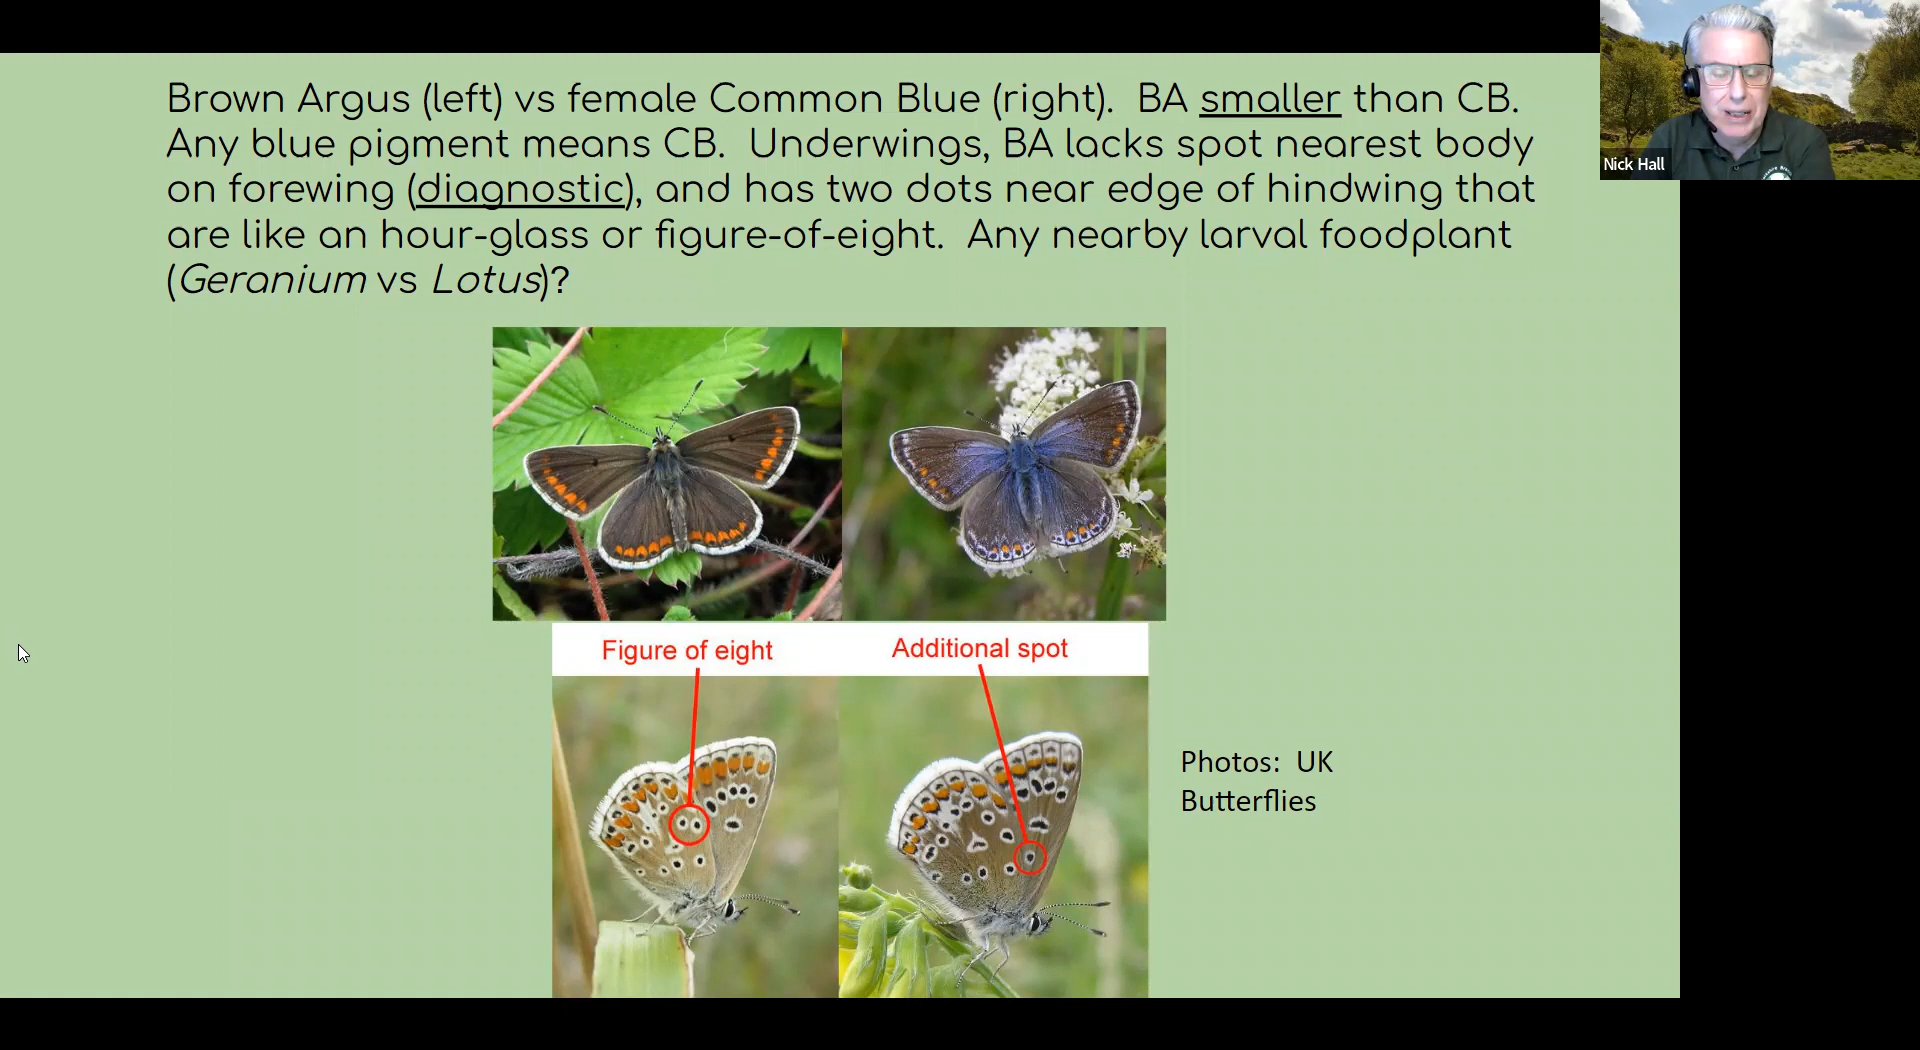 Brown Argus (left) vs female Common Blue (right).  BA smaller than CB.
Any blue pigment means CB.  Underwings, BA lacks spot nearest body
on forewing (diagnostic), and has two dots near edge of hindwing that
are like an hour-glass or figure-of-eight.  Any nearby larval foodplant
(Geranium vs Lotus)?
Nick Hall
Figure of eight
Additional spot
Photos:  UK
Butterflies